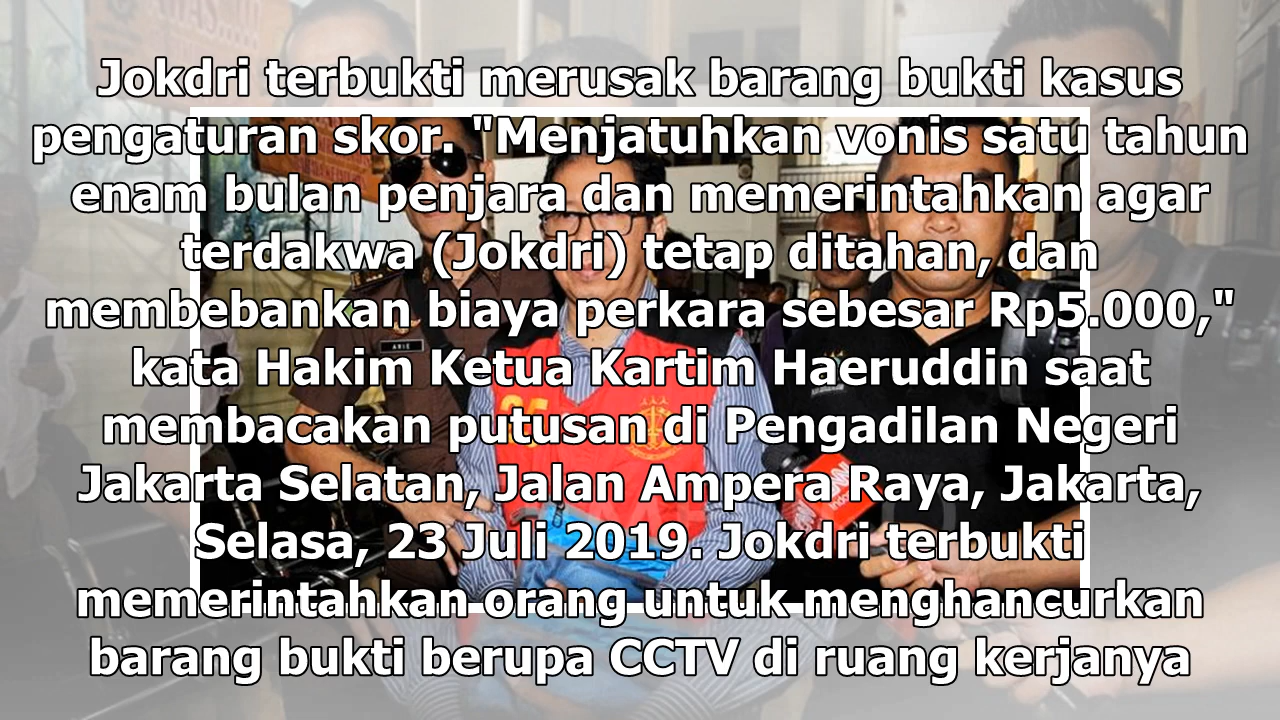 Jokdri terbukti merusak barang bukti kasus
pengaturan skor. "Menjatuhkan vonis satu tahun
enam bulan penjara dan memerintahkan agar
terdakwa (Jokdri) tetap ditahan, dan
membebankan biaya perkara sebesar Rp5.000,"
kata Hakim Ketua Kartim Haeruddin saat
membacakan putusan di Pengadilan Negeri
Jakarta Selatan, Jalan Ampera Raya, Jakarta,
Selasa, 23 Juli 2019. Jokdri terbukti
memerintahkan orang untuk menghancurkan
barang bukti berupa CCTV di ruang kerjanya
ARIE